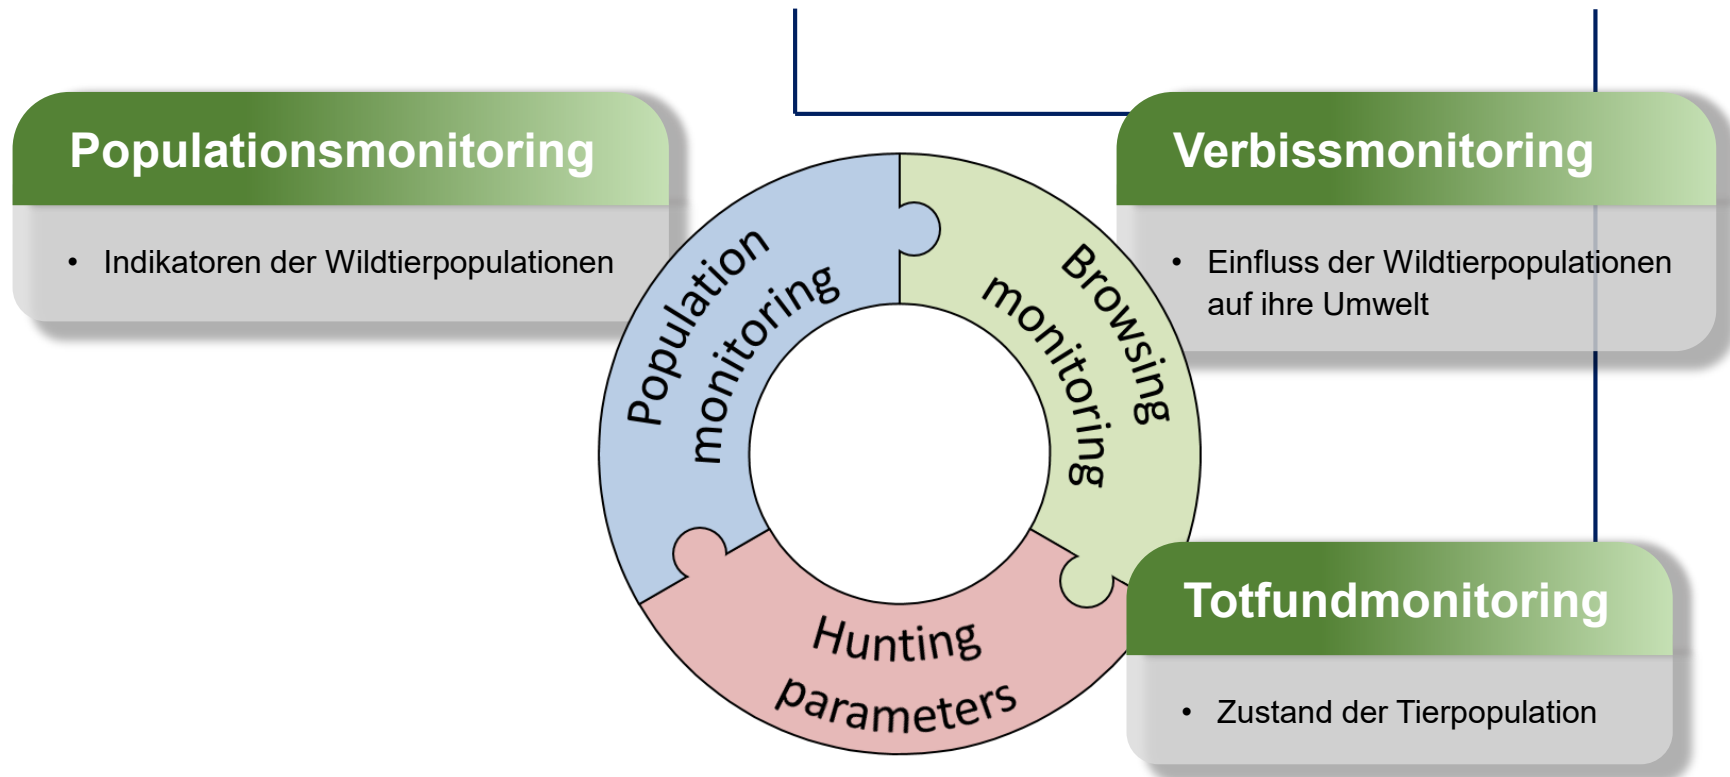 Populationsmonitoring
• Indikatoren der Wildtierpopulationen
Verbissmonitoring
• Einfluss der Wildtierpopulationen
auf ihre Umwelt
Population
monitoring
Browsing
monitoring
Hunting
parameters
Totfundmonitoring
• Zustand der Tierpopulation